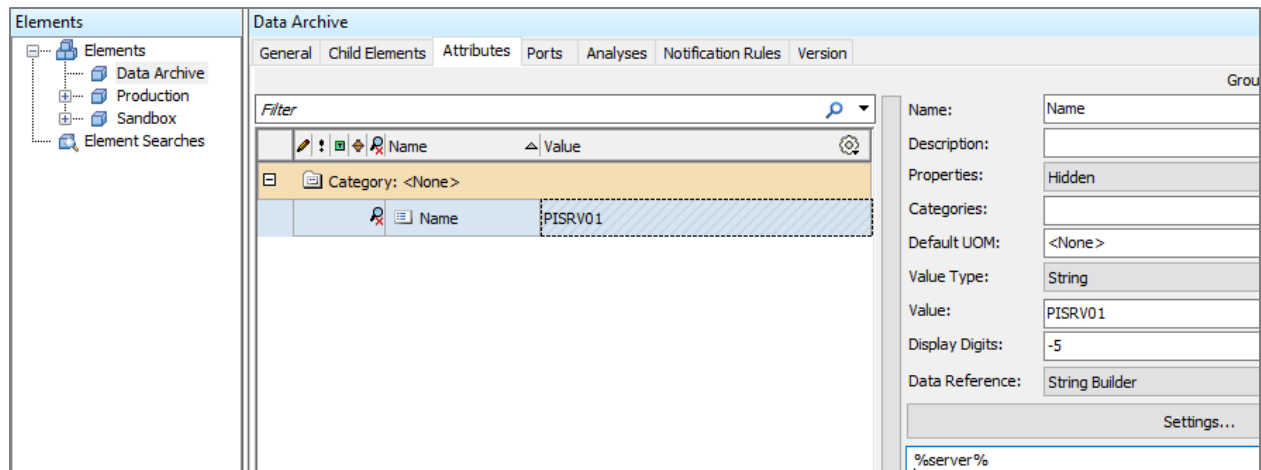 Elements
Elements
Data Archive
Production
Sandbox
Element Searches
Data Archive
General Child Elements Attributes Ports Analyses Notification Rules Version
Grou
Filter
Name Value
Category: <None>
Name PISRV01
Name: Name
Description:
Properties: Hidden
Categories:
Default UOM: <None>
Value Type: String
Value: PISRV01
Display Digits: -5
Data Reference: String Builder
Settings...
%server%